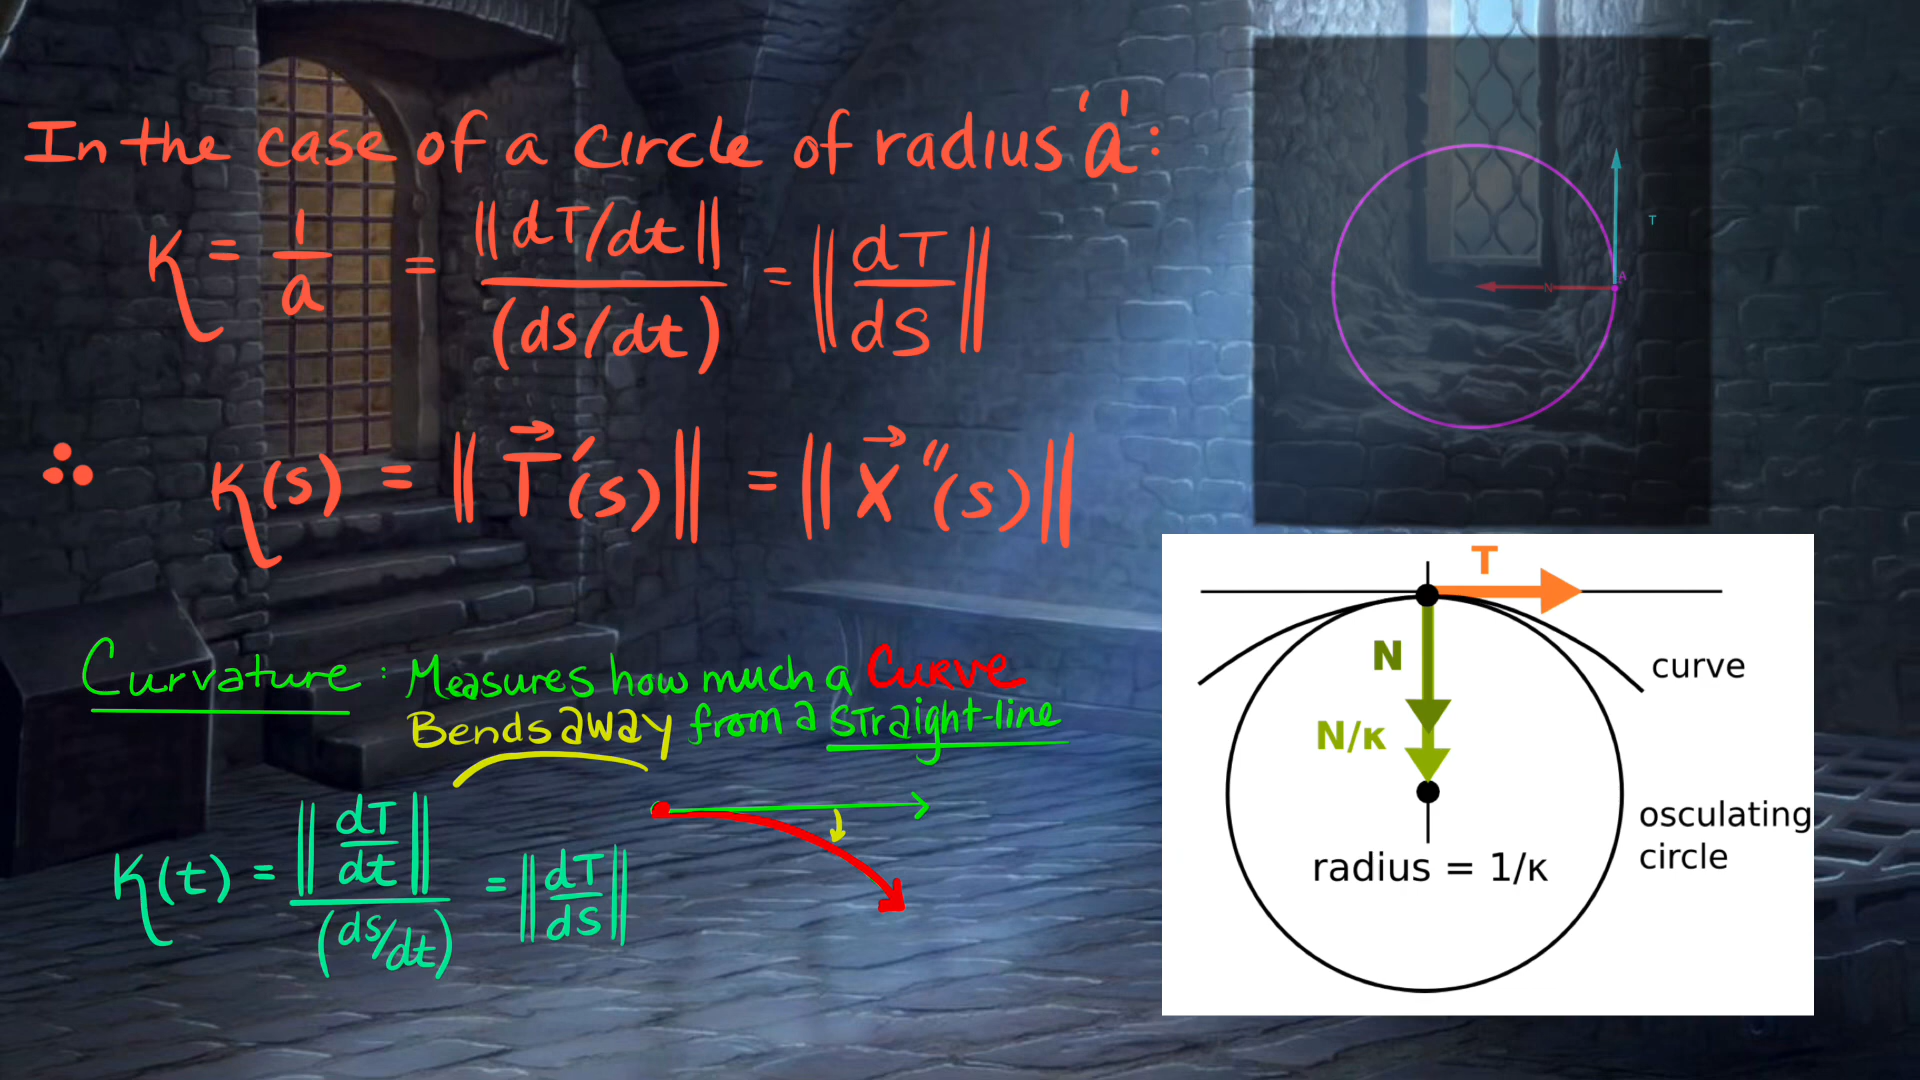 In the case of a circle of radius 'a':
K = 1/a = ||dT/dt|| / (ds/dt) = ||dT/dS||
∴ K(s) = ||T⃗'(s)|| = ||X⃗"(s)||
Curvature : Measures how much a Curve
Bends away from a straight-line
K(t) = ||dT/dt|| / (ds/dt) = ||dT/dS||
T
A
N
T
N
curve
N/κ
osculating
circle
radius = 1/κ